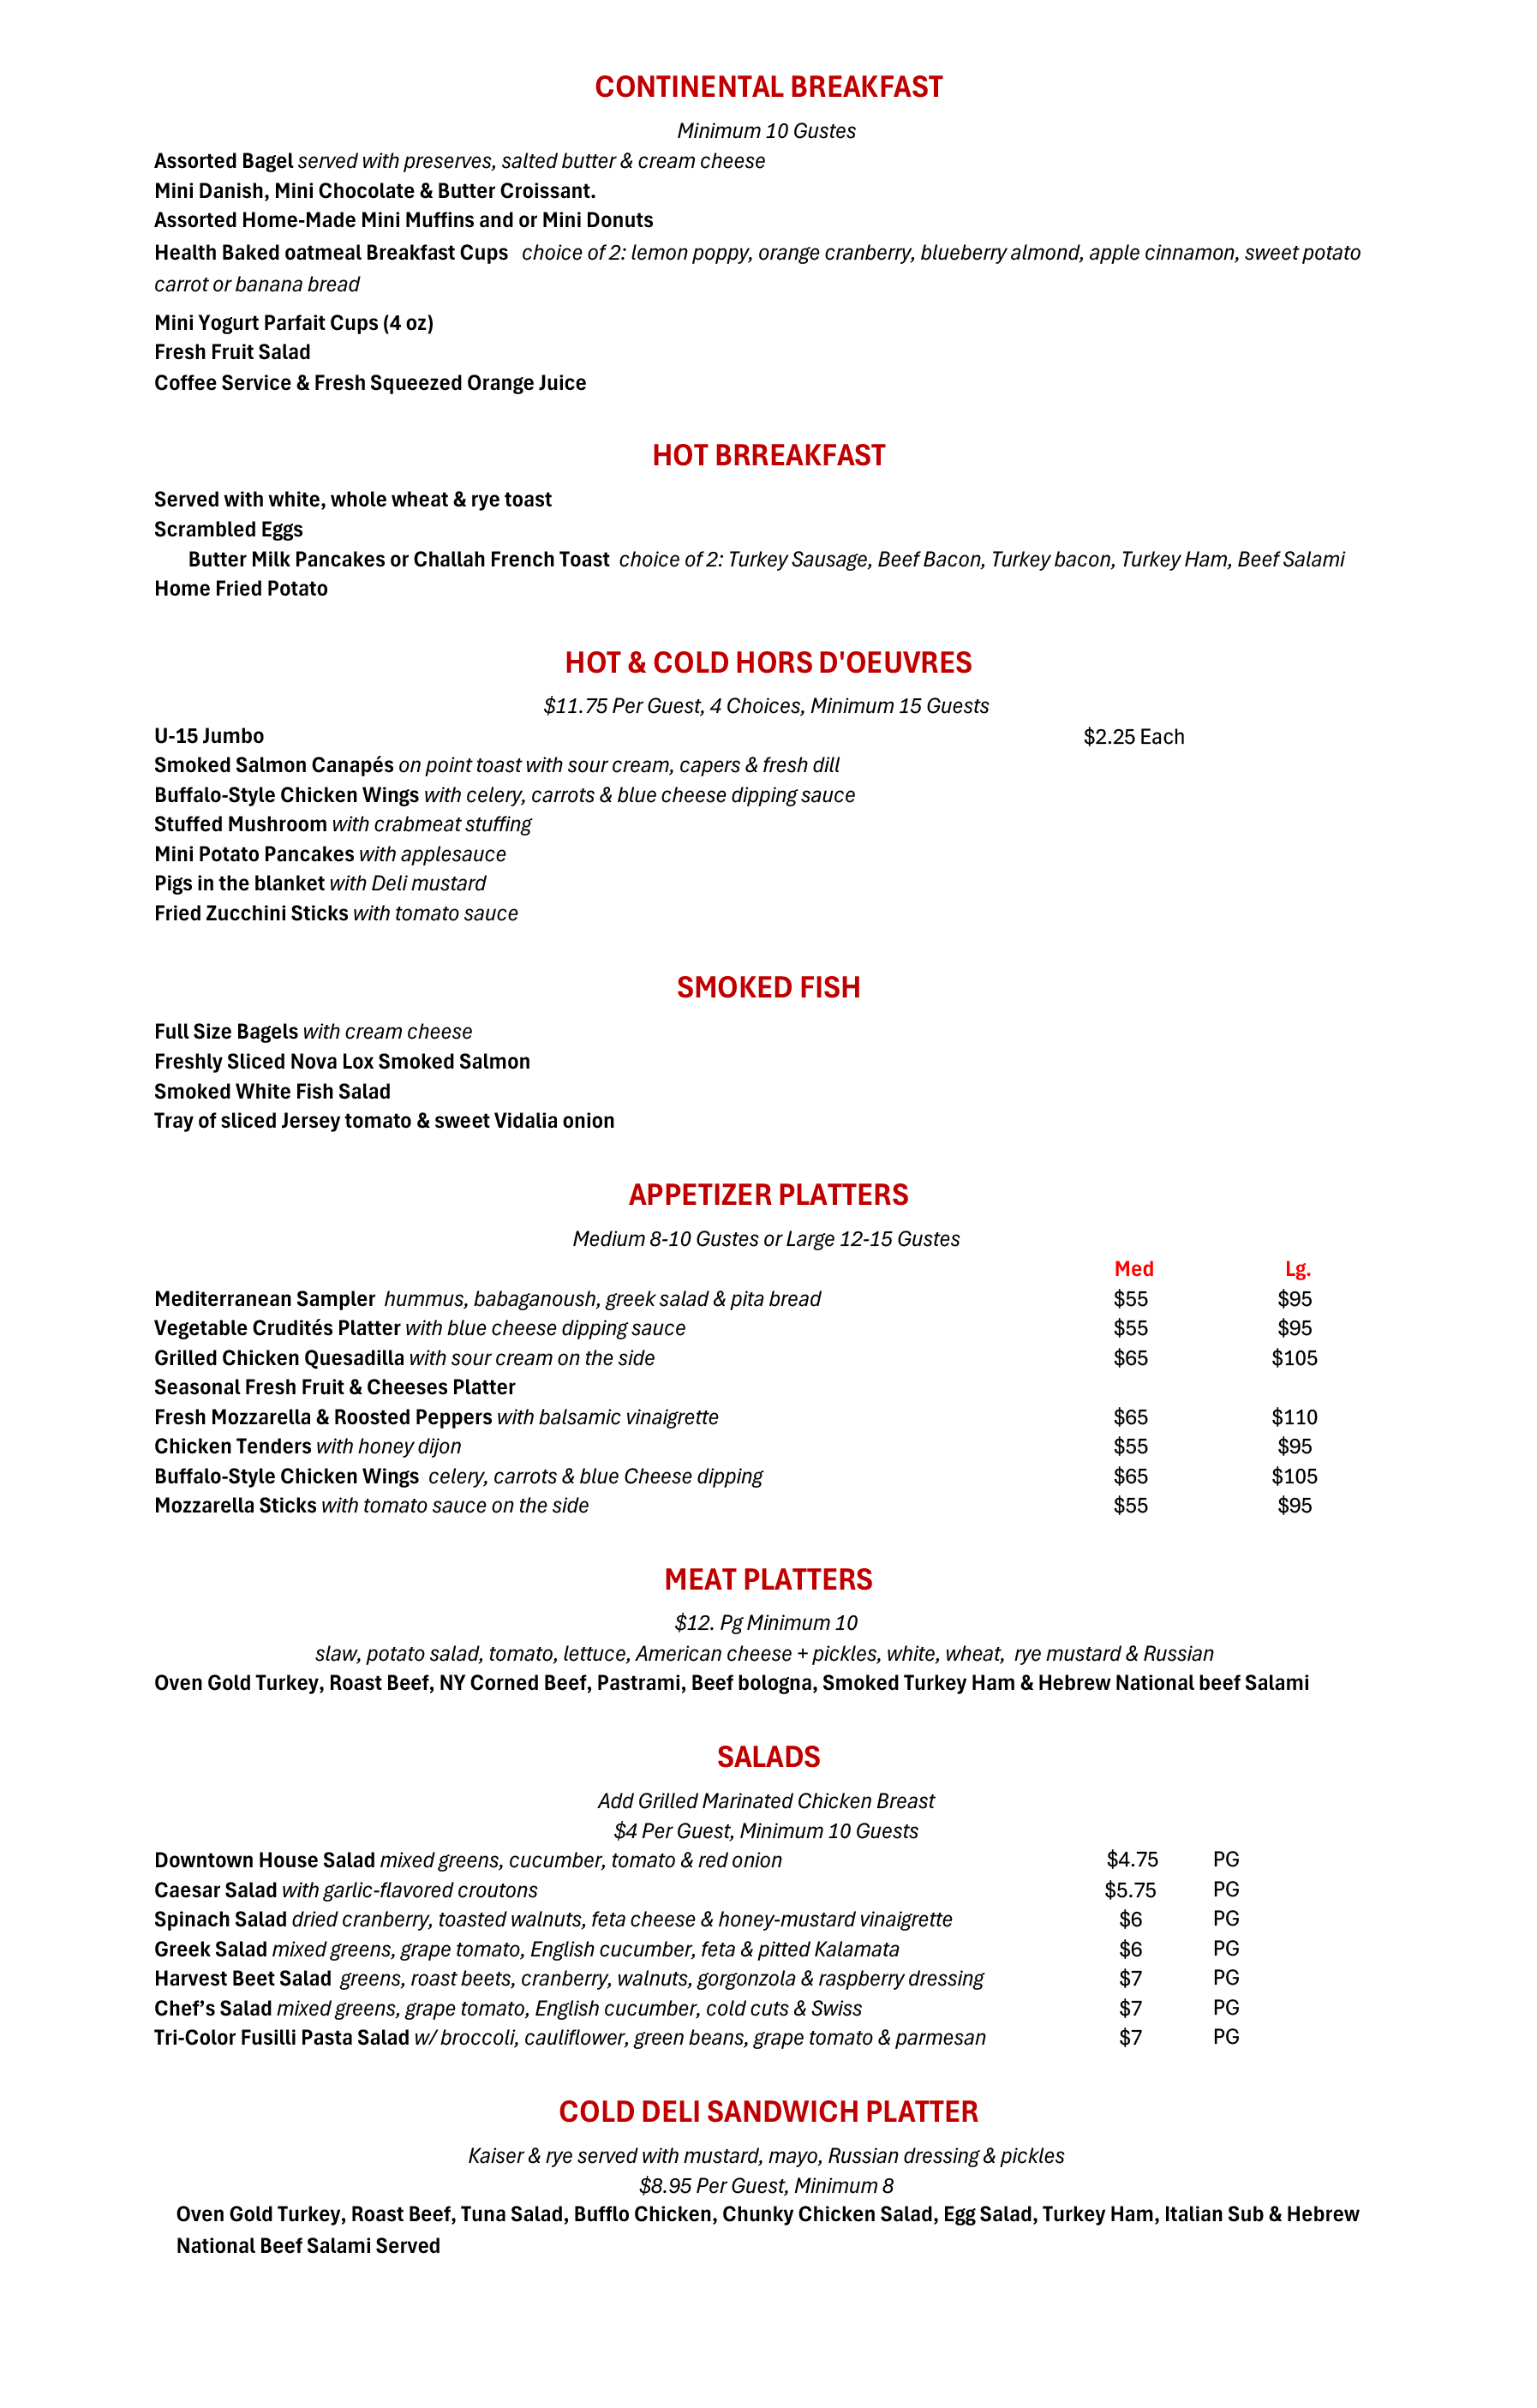 CONTINENTAL BREAKFAST
Minimum 10 Gustes
Assorted Bagel served with preserves, salted butter & cream cheese
Mini Danish, Mini Chocolate & Butter Croissant.
Assorted Home-Made Mini Muffins and or Mini Donuts
Health Baked oatmeal Breakfast Cups choice of 2: lemon poppy, orange cranberry, blueberry almond, apple cinnamon, sweet potato
carrot or banana bread
Mini Yogurt Parfait Cups (4 oz)
Fresh Fruit Salad
Coffee Service & Fresh Squeezed Orange Juice
HOT BRREAKFAST
Served with white, whole wheat & rye toast
Scrambled Eggs
Butter Milk Pancakes or Challah French Toast choice of 2: Turkey Sausage, Beef Bacon, Turkey bacon, Turkey Ham, Beef Salami
Home Fried Potato
HOT & COLD HORS D'OEUVRES
$11.75 Per Guest, 4 Choices, Minimum 15 Guests
U-15 Jumbo $2.25 Each
Smoked Salmon Canapés on point toast with sour cream, capers & fresh dill
Buffalo-Style Chicken Wings with celery, carrots & blue cheese dipping sauce
Stuffed Mushroom with crabmeat stuffing
Mini Potato Pancakes with applesauce
Pigs in the blanket with Deli mustard
Fried Zucchini Sticks with tomato sauce
SMOKED FISH
Full Size Bagels with cream cheese
Freshly Sliced Nova Lox Smoked Salmon
Smoked White Fish Salad
Tray of sliced Jersey tomato & sweet Vidalia onion
APPETIZER PLATTERS
Medium 8-10 Gustes or Large 12-15 Gustes
Med Lg.
Mediterranean Sampler hummus, babaganoush, greek salad & pita bread $55 $95
Vegetable Crudités Platter with blue cheese dipping sauce $55 $95
Grilled Chicken Quesadilla with sour cream on the side $65 $105
Seasonal Fresh Fruit & Cheeses Platter
Fresh Mozzarella & Roosted Peppers with balsamic vinaigrette $65 $110
Chicken Tenders with honey dijon $55 $95
Buffalo-Style Chicken Wings celery, carrots & blue Cheese dipping $65 $105
Mozzarella Sticks with tomato sauce on the side $55 $95
MEAT PLATTERS
$12. Pg Minimum 10
slaw, potato salad, tomato, lettuce, American cheese + pickles, white, wheat, rye mustard & Russian
Oven Gold Turkey, Roast Beef, NY Corned Beef, Pastrami, Beef bologna, Smoked Turkey Ham & Hebrew National beef Salami
SALADS
Add Grilled Marinated Chicken Breast
$4 Per Guest, Minimum 10 Guests
Downtown House Salad mixed greens, cucumber, tomato & red onion $4.75 PG
Caesar Salad with garlic-flavored croutons $5.75 PG
Spinach Salad dried cranberry, toasted walnuts, feta cheese & honey-mustard vinaigrette $6 PG
Greek Salad mixed greens, grape tomato, English cucumber, feta & pitted Kalamata $6 PG
Harvest Beet Salad greens, roast beets, cranberry, walnuts, gorgonzola & raspberry dressing $7 PG
Chef's Salad mixed greens, grape tomato, English cucumber, cold cuts & Swiss $7 PG
Tri-Color Fusilli Pasta Salad w/ broccoli, cauliflower, green beans, grape tomato & parmesan $7 PG
COLD DELI SANDWICH PLATTER
Kaiser & rye served with mustard, mayo, Russian dressing & pickles
$8.95 Per Guest, Minimum 8
Oven Gold Turkey, Roast Beef, Tuna Salad, Bufflo Chicken, Chunky Chicken Salad, Egg Salad, Turkey Ham, Italian Sub & Hebrew
National Beef Salami Served